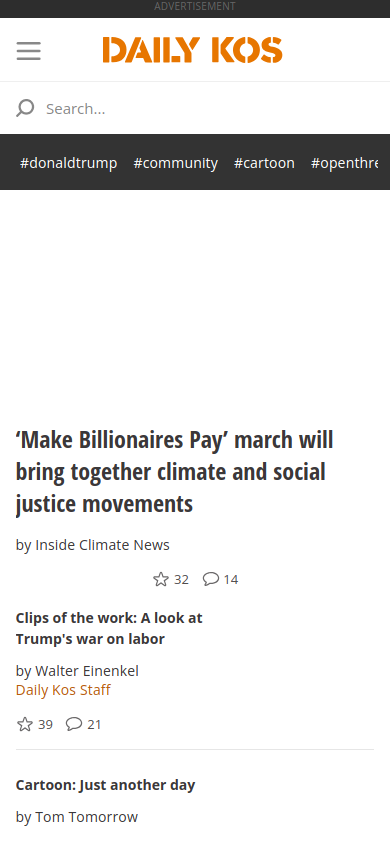 ADVERTISEMENT
DAILY KOS
Search...
#donaldtrump #community #cartoon #openthre
‘Make Billionaires Pay’ march will
bring together climate and social
justice movements
by Inside Climate News
32 14
Clips of the work: A look at
Trump's war on labor
by Walter Einenkel
Daily Kos Staff
39 21
Cartoon: Just another day
by Tom Tomorrow